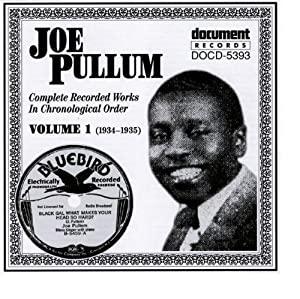 JOE
PULLUM
document
RECORDS
DOCD-5393
Complete Recorded Works
In Chronological Order
VOLUME 1 (1934-1935)
BLUEBIRD
Electrically Recorded
BLACK GAL WHAT MAKES YOUR
HEAD SO HARD?
Joe Pullum